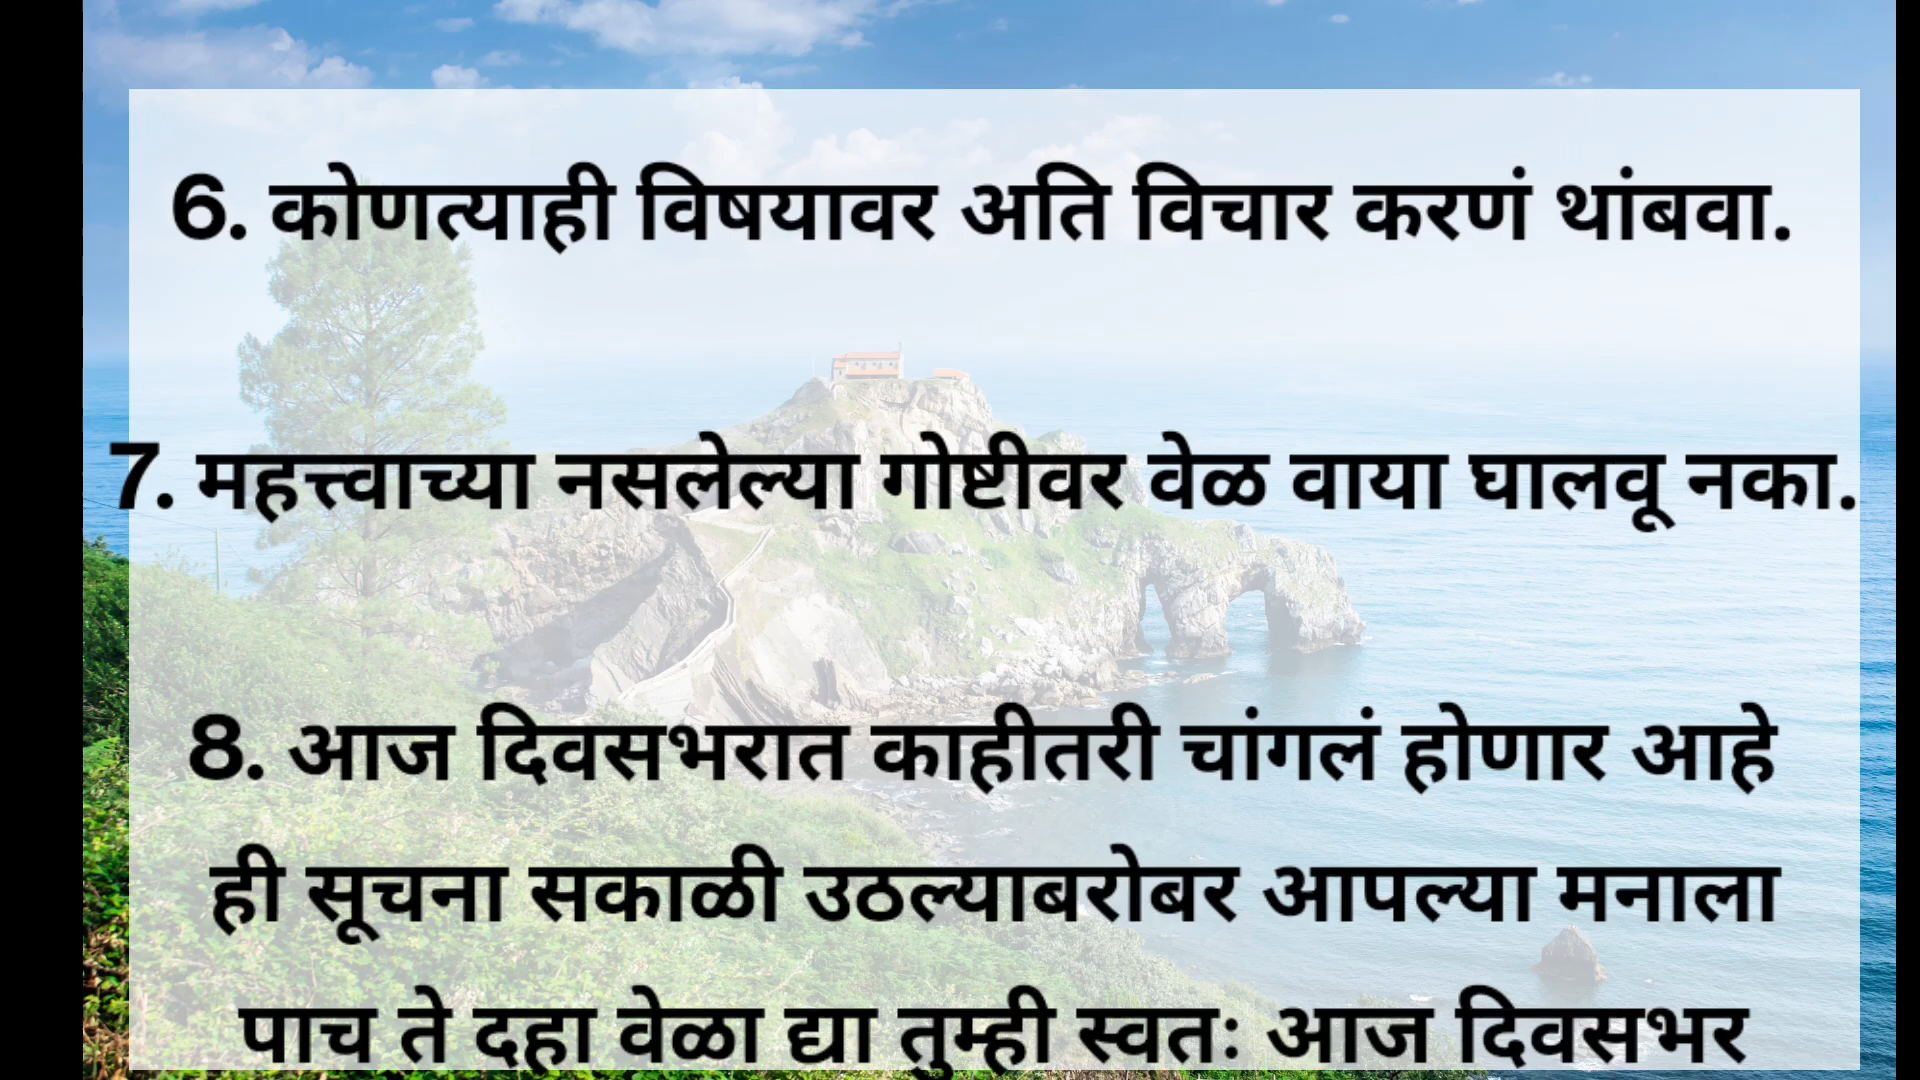 6. कोणत्याही विषयावर अति विचार करणं थांबवा.
7. महत्त्वाच्या नसलेल्या गोष्टीवर वेळ वाया घालवू नका.
8. आज दिवसभरात काहीतरी चांगलं होणार आहे
ही सूचना सकाळी उठल्याबरोबर आपल्या मनाला
पाच ते दहा वेळा द्या तुम्ही स्वतः आज दिवसभर